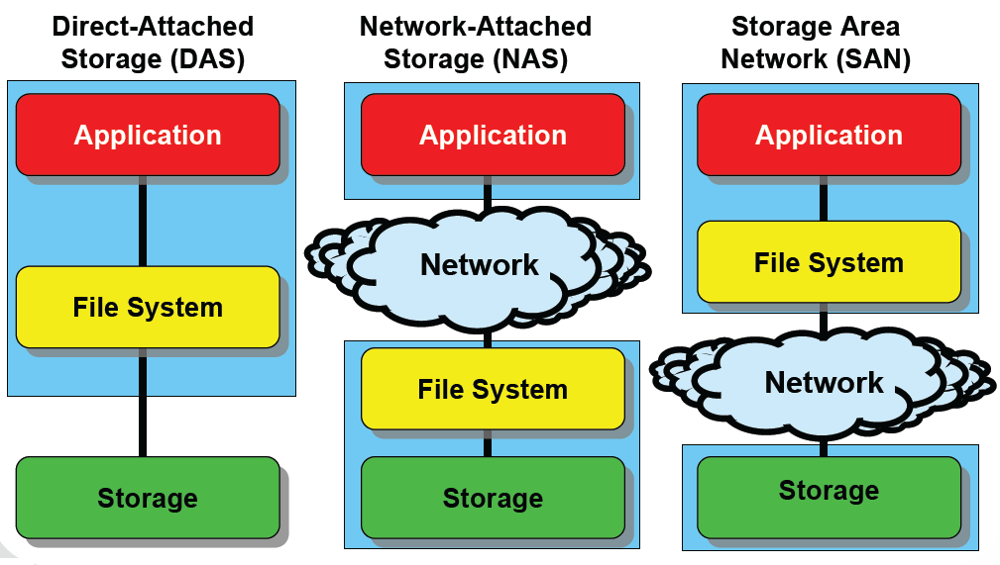 Direct-Attached
Storage (DAS)
Application
File System
Storage
Network-Attached
Storage (NAS)
Application
Network
File System
Storage
Storage Area
Network (SAN)
Application
File System
Network
Storage